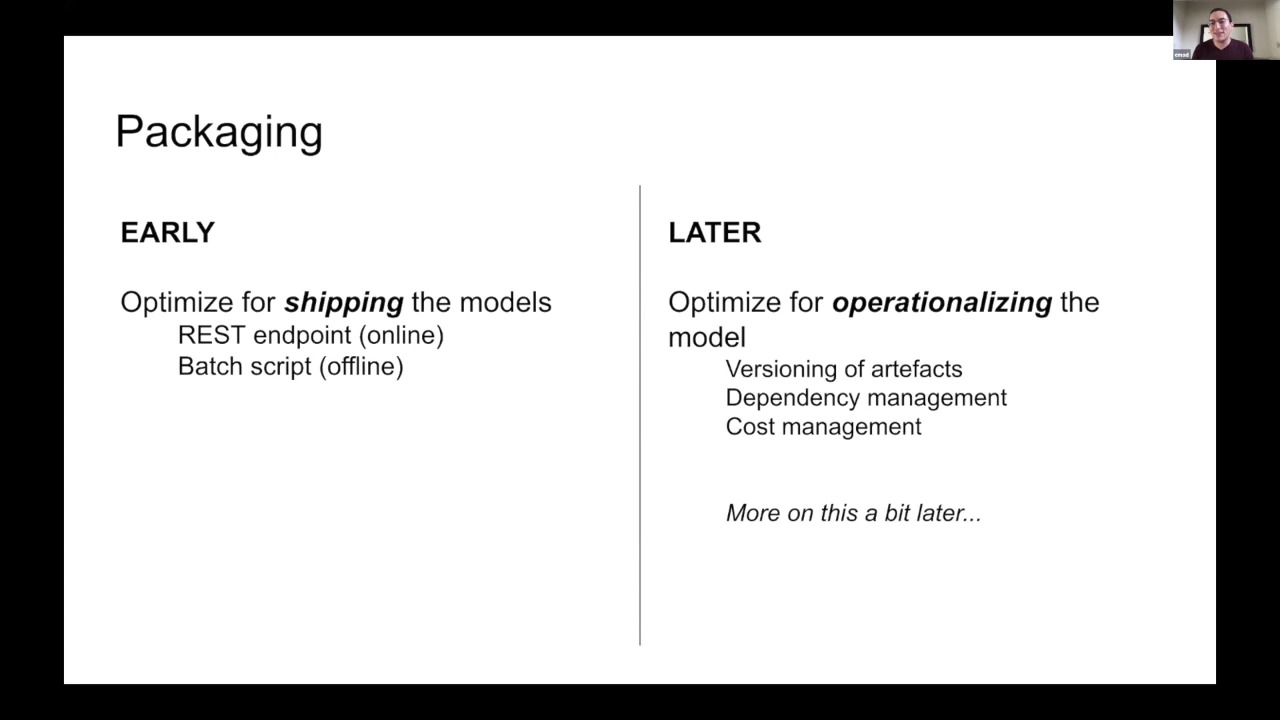 Packaging
EARLY
Optimize for shipping the models
REST endpoint (online)
Batch script (offline)
LATER
Optimize for operationalizing the
model
Versioning of artefacts
Dependency management
Cost management
More on this a bit later...